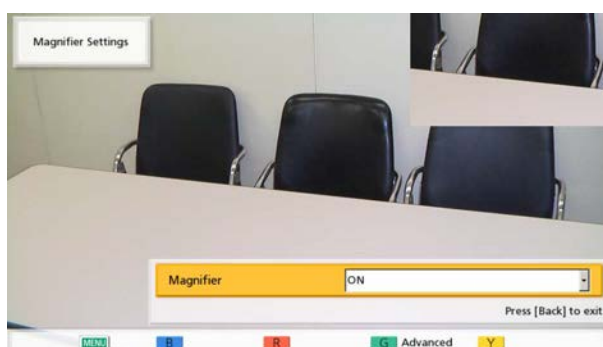 Magnifier Settings
Magnifier ON
Press [Back] to exit
MENU B R G Advanced Y